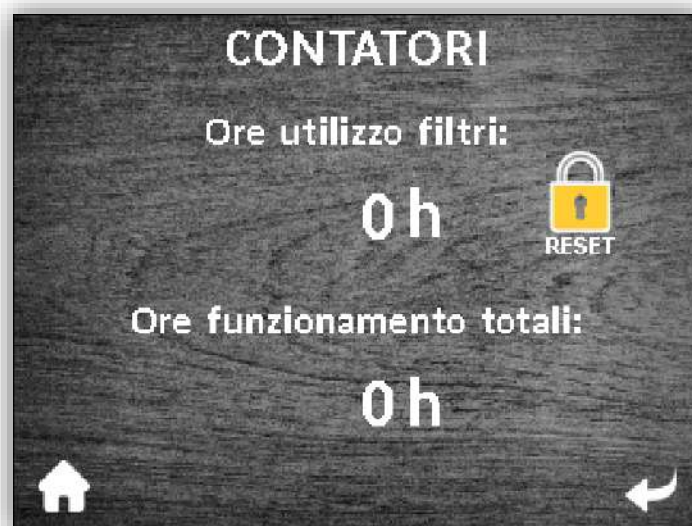 CONTATORI
Ore utilizzo filtri:
0 h
RESET
Ore funzionamento totali:
0 h